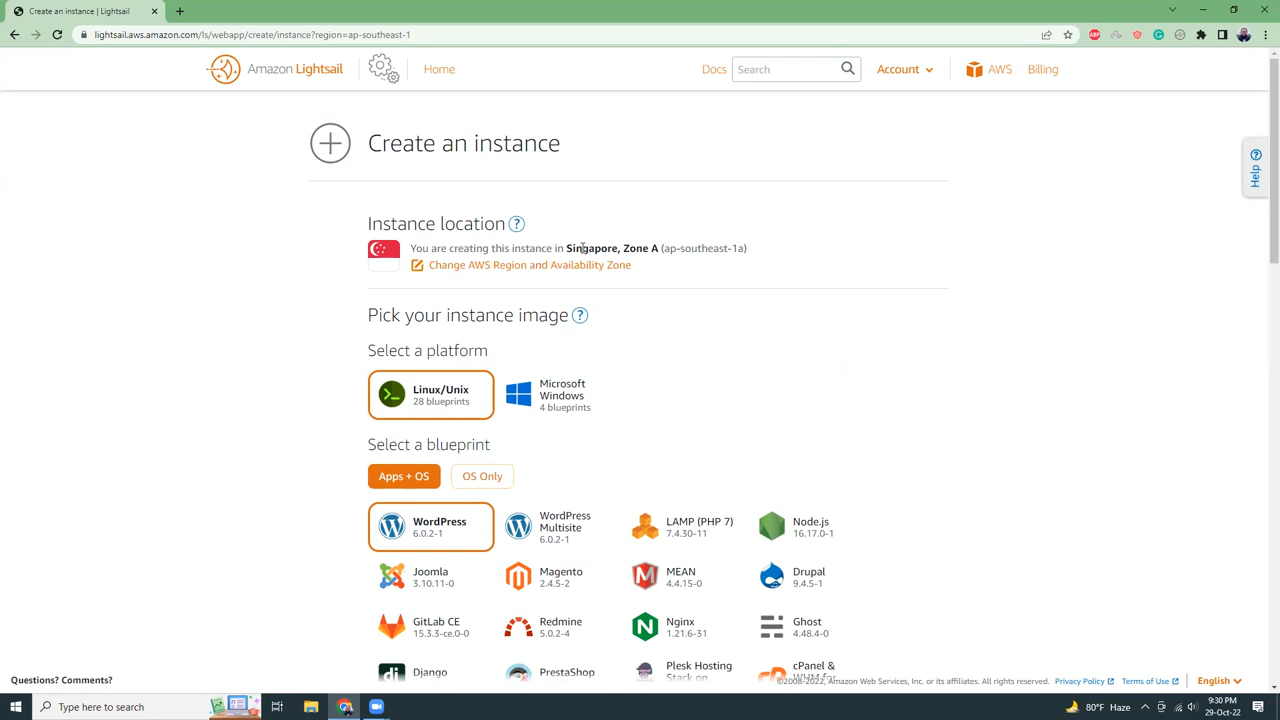 Create an instance | Lightsail
lightsail.aws.amazon.com/ls/webapp/create/instance?region=ap-southeast-1
Amazon Lightsail
Home
Docs
Search
Account
AWS
Billing
Create an instance
Help
Instance location
You are creating this instance in Singapore, Zone A (ap-southeast-1a)
Change AWS Region and Availability Zone
Pick your instance image
Select a platform
Linux/Unix
28 blueprints
Microsoft
Windows
4 blueprints
Select a blueprint
Apps + OS
OS Only
WordPress
6.0.2-1
WordPress
Multisite
6.0.2-1
LAMP (PHP 7)
7.4.30-11
Node.js
16.17.0-1
Joomla
3.10.11-0
Magento
2.4.5-2
MEAN
4.4.15-0
Drupal
9.4.5-1
GitLab CE
15.3.3-ce.0-0
Redmine
5.0.2-4
Nginx
1.21.6-31
Ghost
4.48.4-0
Django
PrestaShop
Plesk Hosting
Stack on
cPanel &
WHM for
Questions? Comments?
©2008-2022, Amazon Web Services, Inc. or its affiliates. All rights reserved.
Privacy Policy
Terms of Use
English
Type here to search
80°F Haze
9:30 PM
29-Oct-22